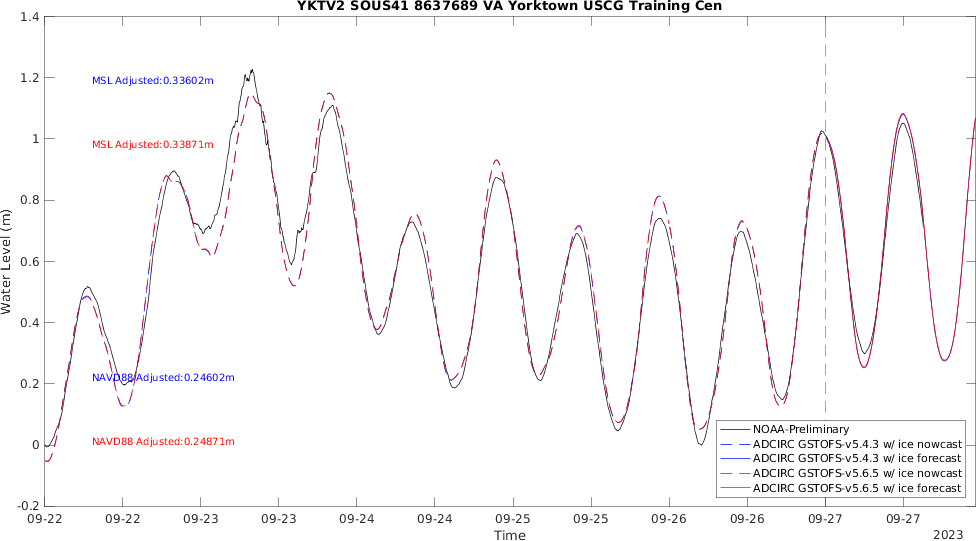 YKTV2 SOUS41 8637689 VA Yorktown USCG Training Cen
1.4
1.2
1
0.8
0.6
0.4
0.2
0
-0.2
Water Level (m)
MSL Adjusted:0.33602m
MSL Adjusted:0.33871m
NAVD88 Adjusted:0.24602m
NAVD88 Adjusted:0.24871m
NOAA-Preliminary
ADCIRC GSTOFS-v5.4.3 w/ ice nowcast
ADCIRC GSTOFS-v5.4.3 w/ ice forecast
ADCIRC GSTOFS-v5.6.5 w/ ice nowcast
ADCIRC GSTOFS-v5.6.5 w/ ice forecast
09-22 09-22 09-23 09-23 09-24 09-24 09-25 09-25 09-26 09-26 09-27 09-27
Time
2023